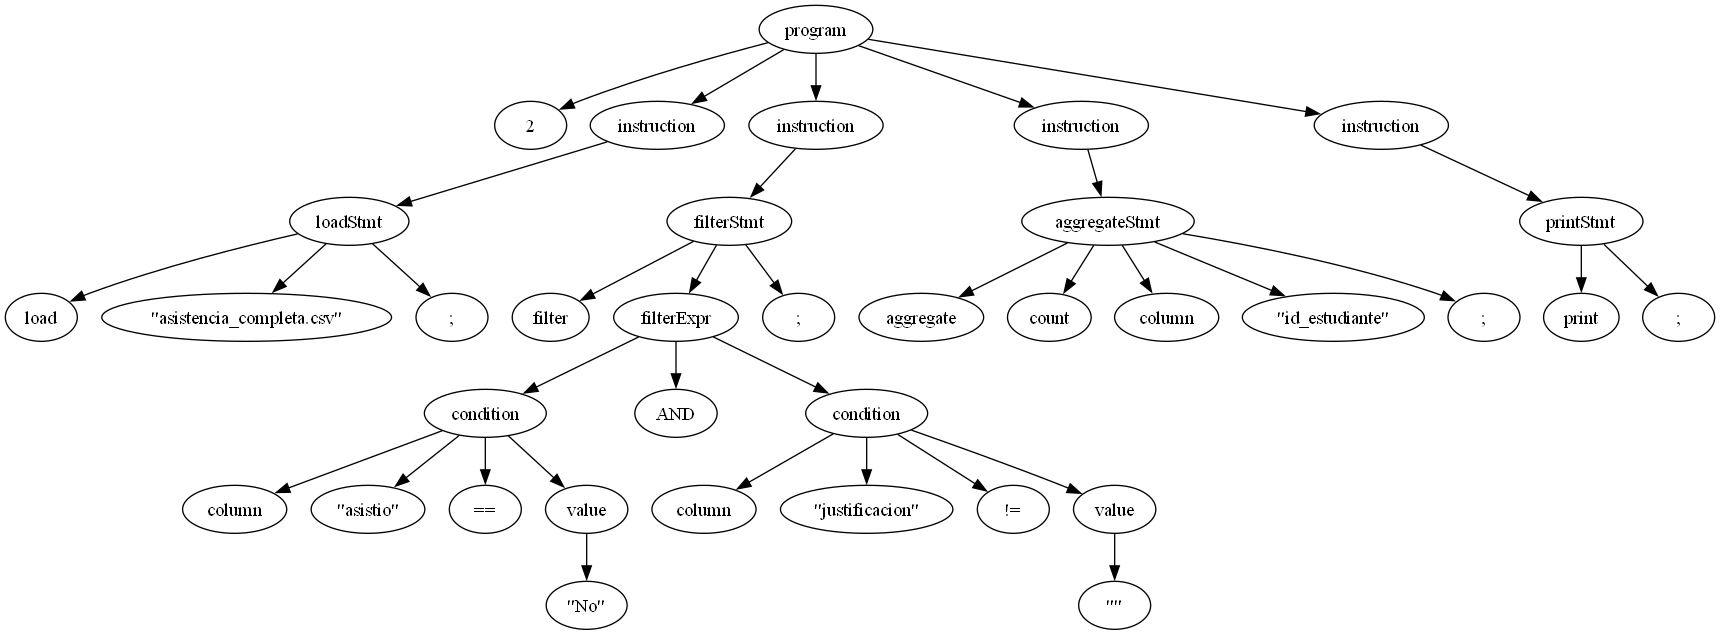 program
2
instruction
instruction
instruction
instruction
loadStmt
filterStmt
aggregateStmt
printStmt
load
"asistencia_completa.csv"
;
filter
filterExpr
;
aggregate
count
column
"id_estudiante"
;
print
;
condition
AND
condition
column
"asistio"
==
value
column
"justificacion"
!=
value
"No"
""